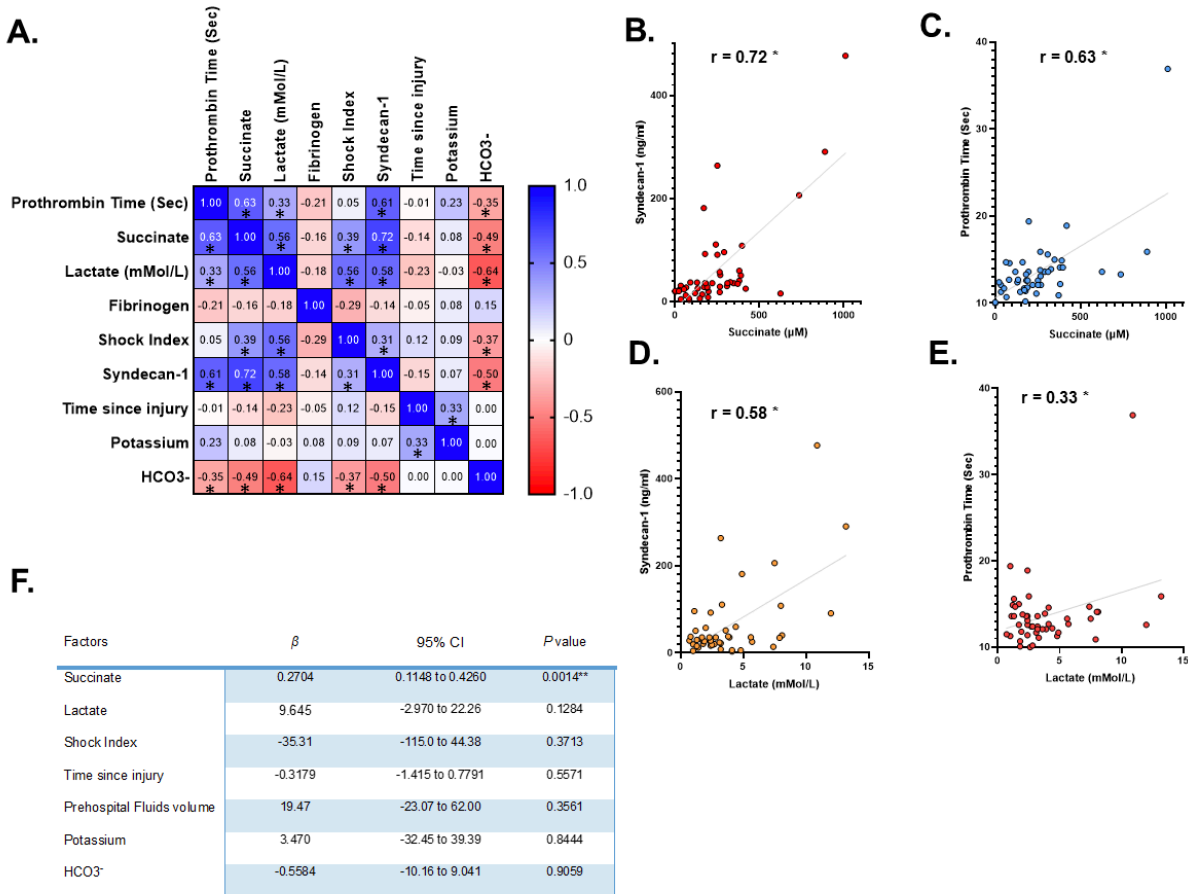 A.
Prothrombin Time (Sec)
Succinate
Lactate (mMol/L)
Fibrinogen
Shock Index
Syndecan-1
Time since injury
Potassium
HCO3-
Prothrombin Time (Sec) 1.00 0.63 * 0.33 * -0.21 0.05 0.61 * -0.01 0.23 -0.35 *
Succinate 0.63 * 1.00 0.56 * -0.16 0.39 * 0.72 * -0.14 0.08 -0.49 *
Lactate (mMol/L) 0.33 * 0.56 * 1.00 -0.18 0.56 * 0.58 * -0.23 -0.03 -0.64 *
Fibrinogen -0.21 -0.16 -0.18 1.00 -0.29 -0.14 -0.05 0.08 0.15
Shock Index 0.05 0.39 * 0.56 * -0.29 1.00 0.31 * 0.12 0.09 -0.37 *
Syndecan-1 0.61 * 0.72 * 0.58 * -0.14 0.31 * 1.00 -0.15 0.07 -0.50 *
Time since injury -0.01 -0.14 -0.23 -0.05 0.12 -0.15 1.00 0.33 * 0.00
Potassium 0.23 0.08 -0.03 0.08 0.09 0.07 0.33 * 1.00 0.00
HCO3- -0.35 * -0.49 * -0.64 * 0.15 -0.37 * -0.50 * 0.00 0.00 1.00
1.0
0.5
0
-0.5
-1.0
B.
r = 0.72 *
Syndecan-1 (ng/ml)
400
200
0
0 500 1000
Succinate (µM)
C.
r = 0.63 *
Prothrombin Time (Sec)
40
30
20
10
0 500 1000
Succinate (µM)
D.
r = 0.58 *
Syndecan-1 (ng/ml)
600
400
200
0
0 5 10 15
Lactate (mMol/L)
E.
r = 0.33 *
Prothrombin Time (Sec)
40
30
20
10
0 5 10 15
Lactate (mMol/L)
F.
Factors β 95% CI P value
Succinate 0.2704 0.1148 to 0.4260 0.0014**
Lactate 9.645 -2.970 to 22.26 0.1284
Shock Index -35.31 -115.0 to 44.38 0.3713
Time since injury -0.3179 -1.415 to 0.7791 0.5571
Prehospital Fluids volume 19.47 -23.07 to 62.00 0.3561
Potassium 3.470 -32.45 to 39.39 0.8444
HCO3⁻ -0.5584 -10.16 to 9.041 0.9059